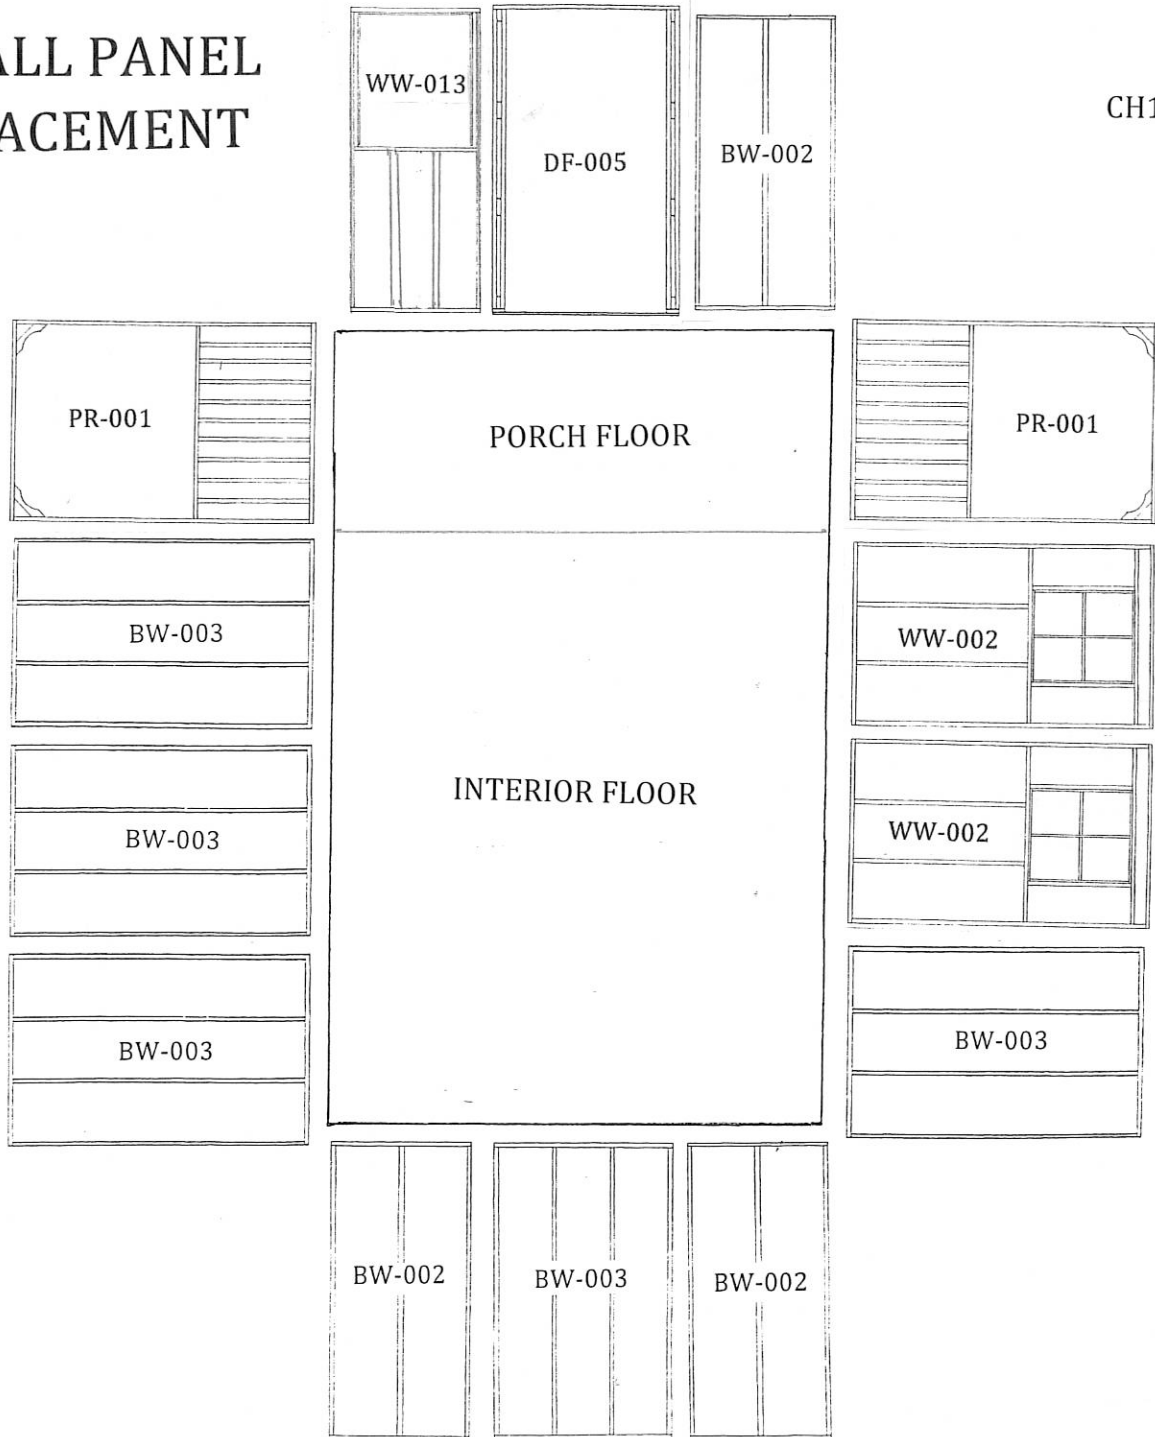 ALL PANEL
ACEMENT
CH1
WW-013
DF-005
BW-002
PR-001
PORCH FLOOR
PR-001
BW-003
WW-002
INTERIOR FLOOR
BW-003
WW-002
BW-003
BW-003
BW-002
BW-003
BW-002